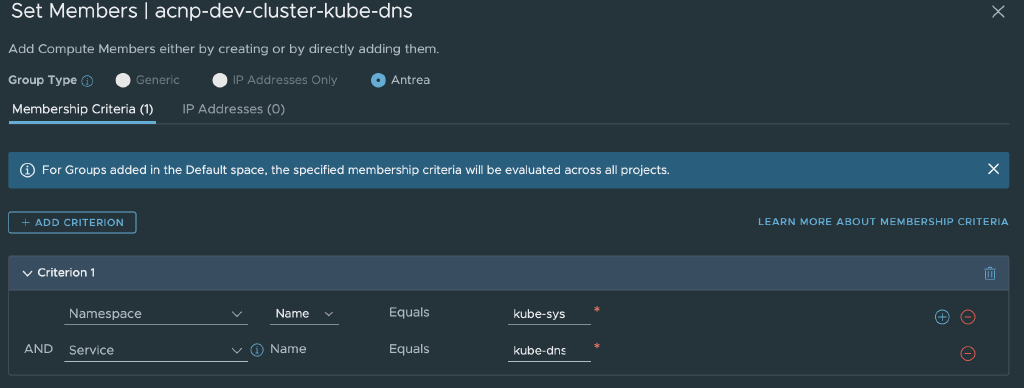 Set Members | acnp-dev-cluster-kube-dns
Add Compute Members either by creating or by directly adding them.
Group Type Generic IP Addresses Only Antrea
Membership Criteria (1) IP Addresses (0)
For Groups added in the Default space, the specified membership criteria will be evaluated across all projects.
+ ADD CRITERION LEARN MORE ABOUT MEMBERSHIP CRITERIA
Criterion 1
Namespace Name Equals kube-sys *
AND Service Name Equals kube-dns *